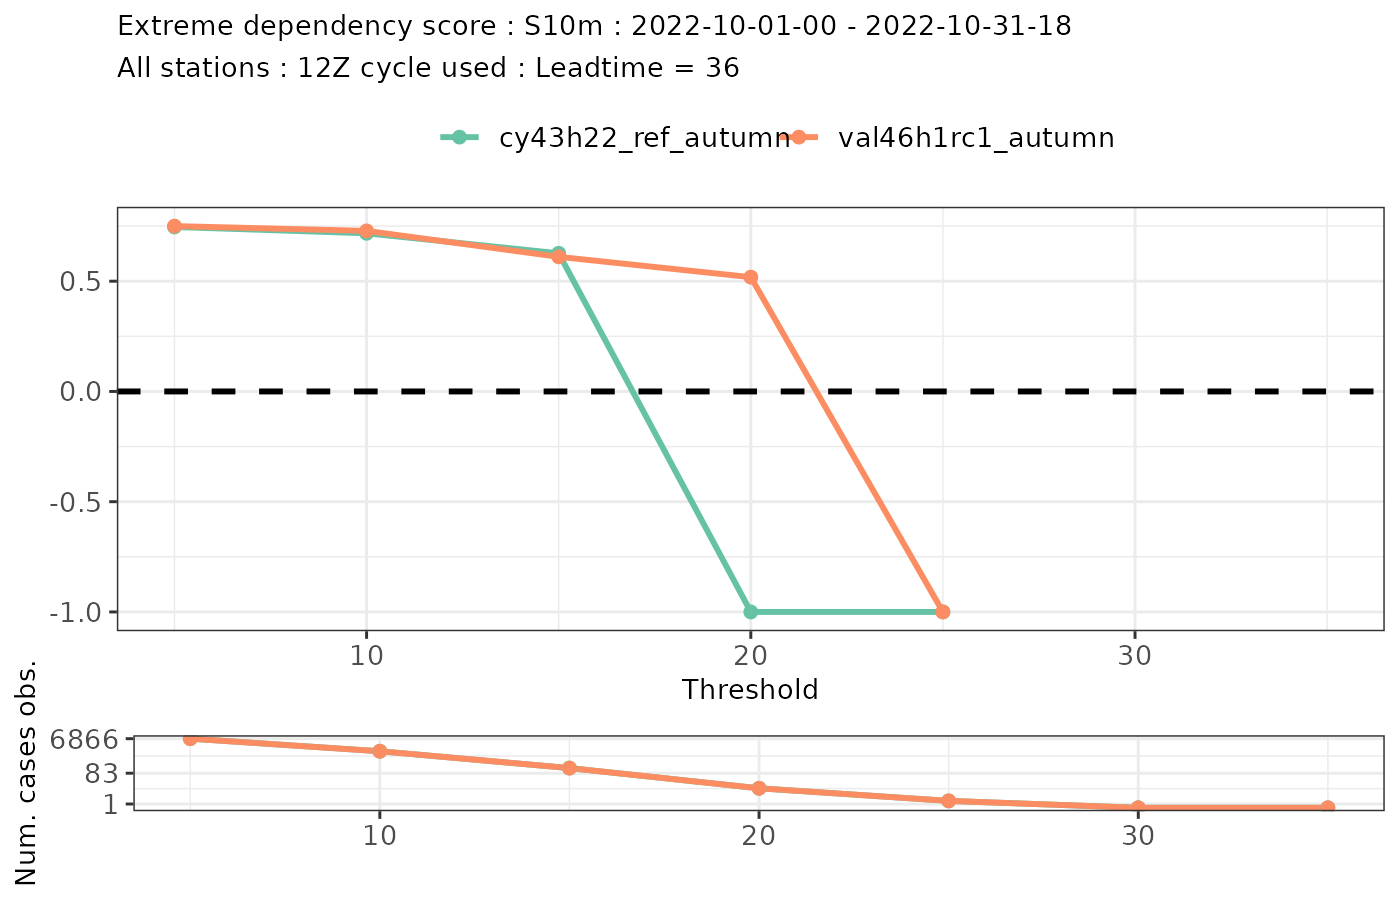 Extreme dependency score : S10m : 2022-10-01-00 - 2022-10-31-18
All stations : 12Z cycle used : Leadtime = 36
cy43h22_ref_autumn val46h1rc1_autumn
0.5
0.0
-0.5
-1.0
10 20 30
Threshold
Num. cases obs.
6866
83
1
10 20 30